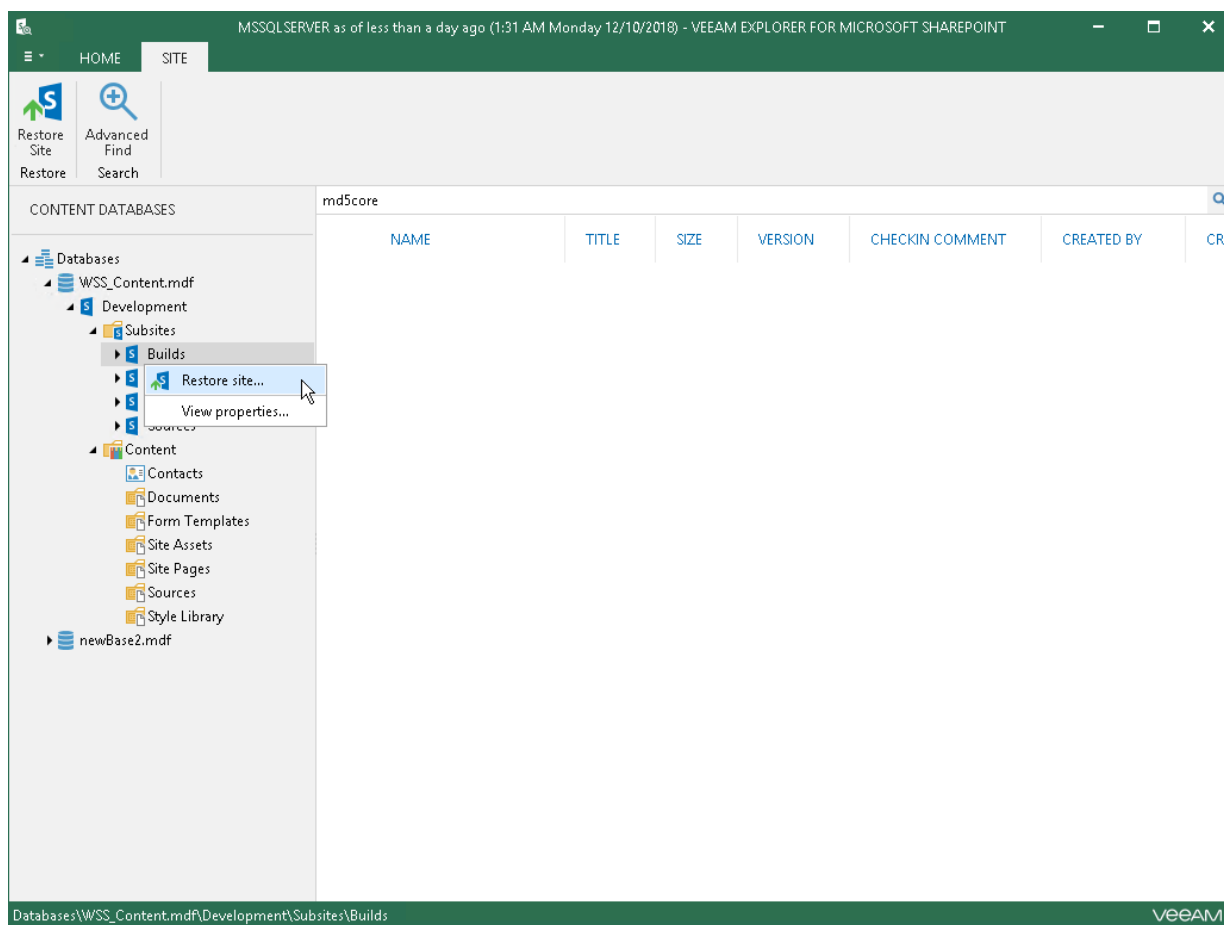 MSSQLSERVER as of less than a day ago (1:31 AM Monday 12/10/2018) - VEEAM EXPLORER FOR MICROSOFT SHAREPOINT
HOME SITE
Restore Site
Advanced Find
Restore Search
CONTENT DATABASES
md5core
NAME TITLE SIZE VERSION CHECKIN COMMENT CREATED BY CR
Databases
WSS_Content.mdf
Development
Subsites
Builds
Restore site...
View properties...
Sources
Content
Contacts
Documents
Form Templates
Site Assets
Site Pages
Sources
Style Library
newBase2.mdf
Databases\WSS_Content.mdf\Development\Subsites\Builds
VEEAM